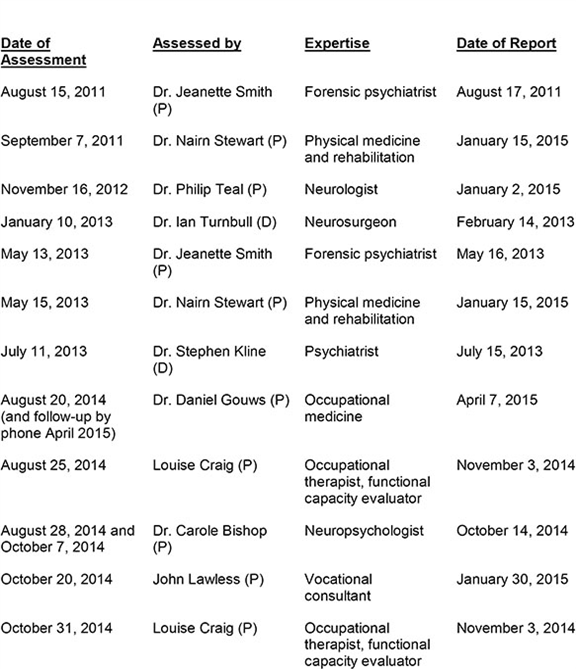 Date of Assessment | Assessed by | Expertise | Date of Report
August 15, 2011 | Dr. Jeanette Smith (P) | Forensic psychiatrist | August 17, 2011
September 7, 2011 | Dr. Nairn Stewart (P) | Physical medicine and rehabilitation | January 15, 2015
November 16, 2012 | Dr. Philip Teal (P) | Neurologist | January 2, 2015
January 10, 2013 | Dr. Ian Turnbull (D) | Neurosurgeon | February 14, 2013
May 13, 2013 | Dr. Jeanette Smith (P) | Forensic psychiatrist | May 16, 2013
May 15, 2013 | Dr. Nairn Stewart (P) | Physical medicine and rehabilitation | January 15, 2015
July 11, 2013 | Dr. Stephen Kline (D) | Psychiatrist | July 15, 2013
August 20, 2014 (and follow-up by phone April 2015) | Dr. Daniel Gouws (P) | Occupational medicine | April 7, 2015
August 25, 2014 | Louise Craig (P) | Occupational therapist, functional capacity evaluator | November 3, 2014
August 28, 2014 and October 7, 2014 | Dr. Carole Bishop (P) | Neuropsychologist | October 14, 2014
October 20, 2014 | John Lawless (P) | Vocational consultant | January 30, 2015
October 31, 2014 | Louise Craig (P) | Occupational therapist, functional capacity evaluator | November 3, 2014